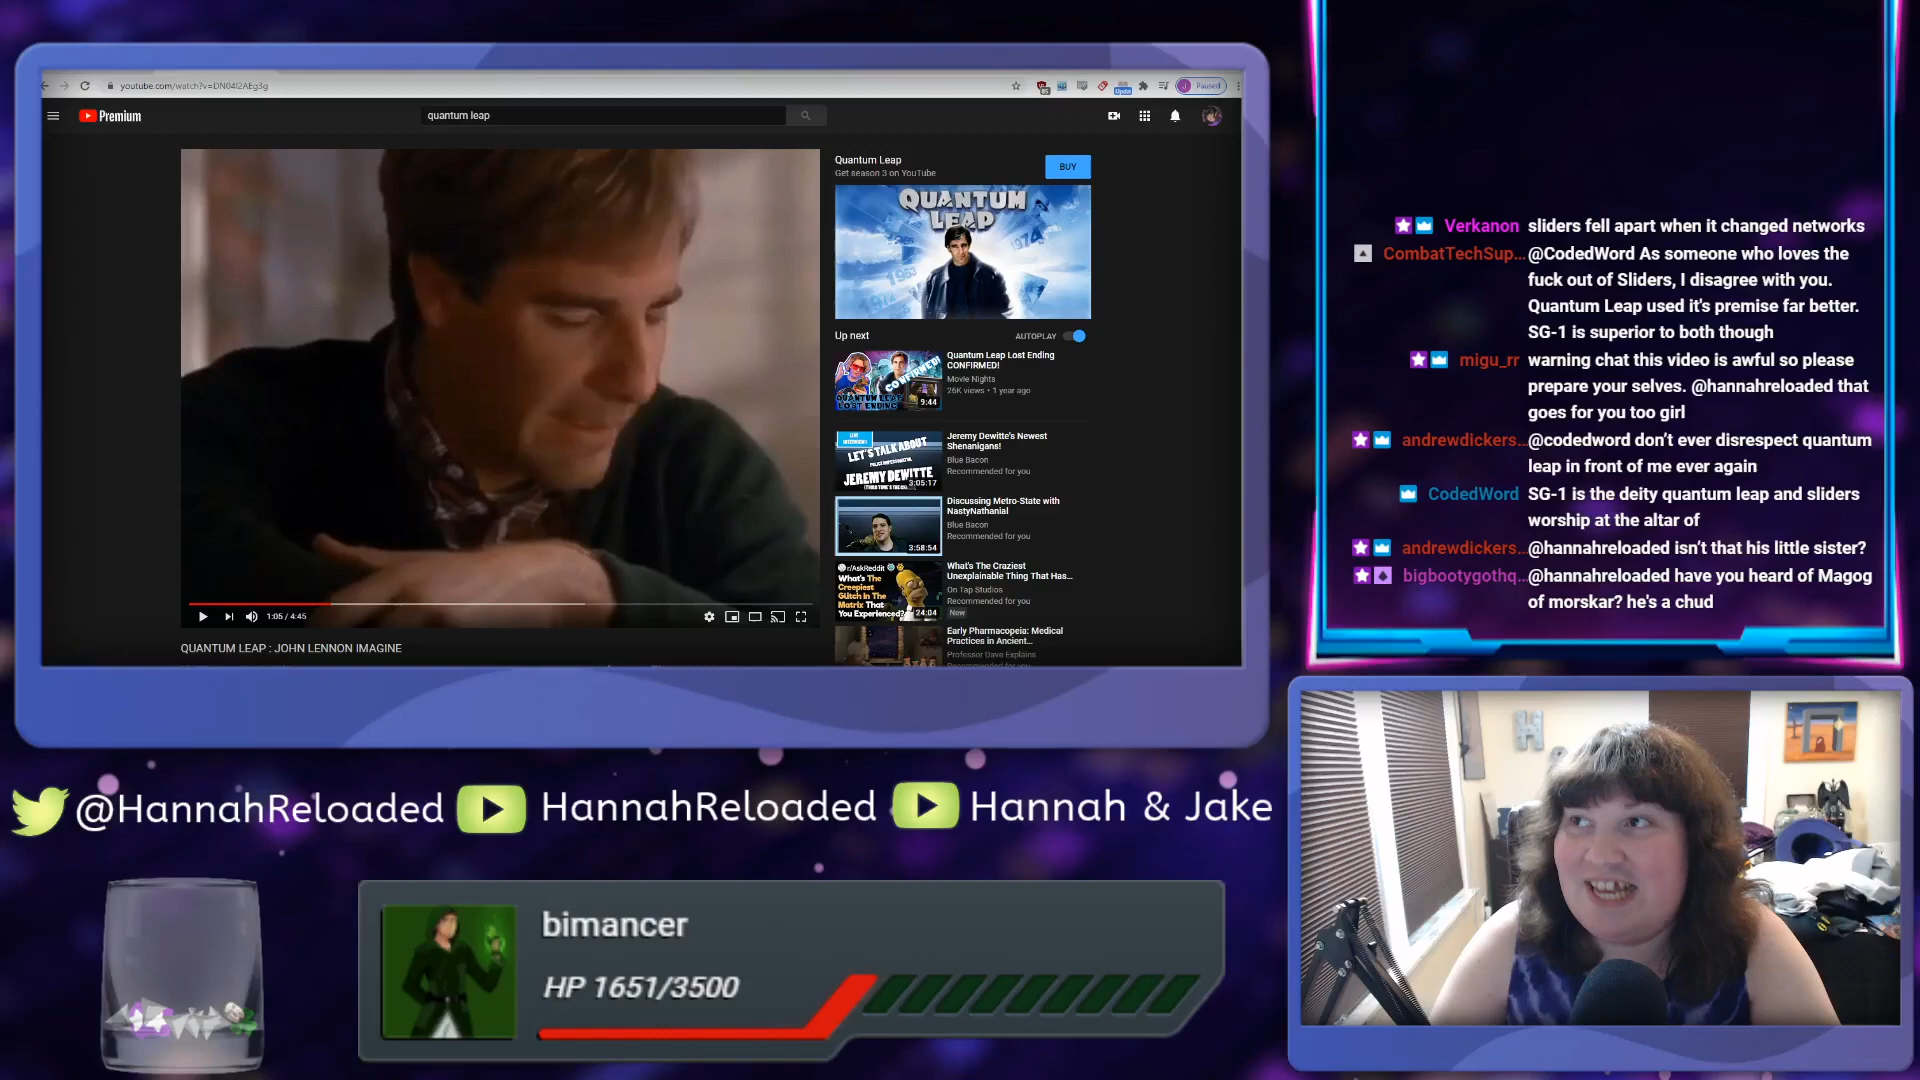 youtube.com/watch?v=DN04I2AEg3g
Paused
Premium
quantum leap
Quantum Leap
Get season 3 on YouTube
BUY
QUANTUM
LEAP
Up next
AUTOPLAY
Quantum Leap Lost Ending
CONFIRMED!
Movie Nights
26K views • 1 year ago
CONFIRMED!
QUANTUM LEAP
LOST ENDING
9:44
Jeremy Dewitte's Newest
Shenanigans!
Blue Bacon
Recommended for you
LET'S TALK ABOUT
JEREMY DEWITTE
3:05:17
Discussing Metro-State with
NastyNathanial
Blue Bacon
Recommended for you
3:58:54
What's The Craziest
Unexplainable Thing That Has...
On Tap Studios
Recommended for you
New
r/AskReddit
What's The
Creepiest
Glitch In The
Matrix That
You Experienced?
24:04
Early Pharmacopeia: Medical
Practices in Ancient...
Professor Dave Explains
Recommended for you
1:05 / 4:45
QUANTUM LEAP : JOHN LENNON IMAGINE
Verkanon sliders fell apart when it changed networks
CombatTechSup... @CodedWord As someone who loves the
fuck out of Sliders, I disagree with you.
Quantum Leap used it's premise far better.
SG-1 is superior to both though
migu_rr warning chat this video is awful so please
prepare your selves. @hannahreloaded that
goes for you too girl
andrewdickers... @codedword don't ever disrespect quantum
leap in front of me ever again
CodedWord SG-1 is the deity quantum leap and sliders
worship at the altar of
andrewdickers... @hannahreloaded isn't that his little sister?
bigbootygothq... @hannahreloaded have you heard of Magog
of morskar? he's a chud
@HannahReloaded HannahReloaded Hannah & Jake
bimancer
HP 1651/3500
H